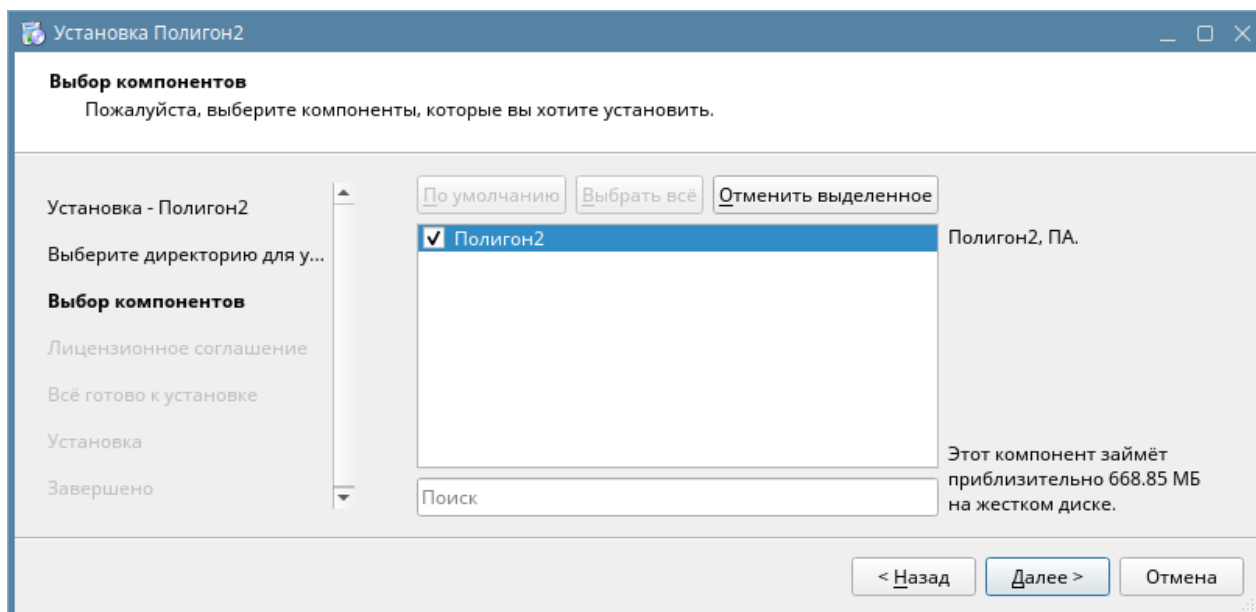 Установка Полигон2
Выбор компонентов
Пожалуйста, выберите компоненты, которые вы хотите установить.
Установка - Полигон2
Выберите директорию для у...
Выбор компонентов
Лицензионное соглашение
Всё готово к установке
Установка
Завершено
По умолчанию
Выбрать всё
Отменить выделенное
Полигон2
Поиск
Полигон2, ПА.
Этот компонент займёт
приблизительно 668.85 МБ
на жестком диске.
< Назад
Далее >
Отмена